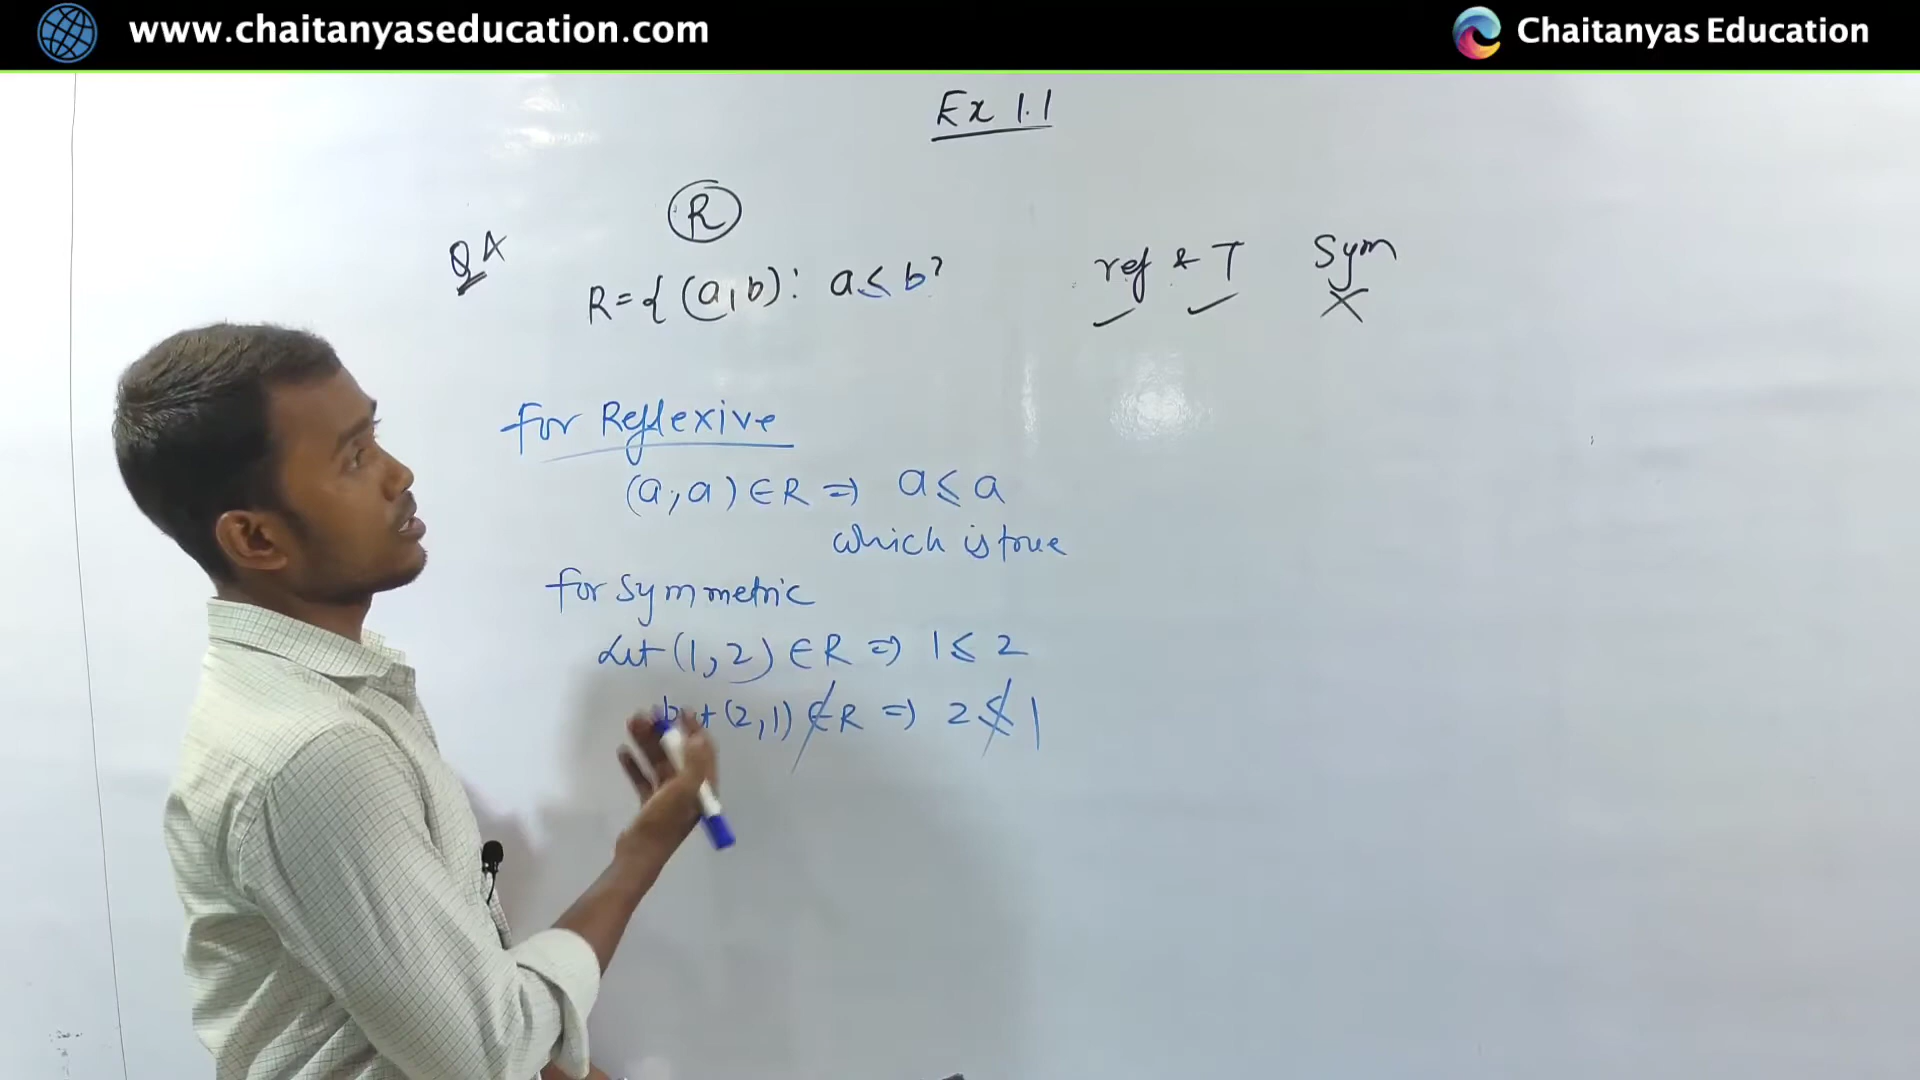 www.chaitanyaseducation.com
Chaitanyas Education
Ex 1.1
R
Q4
R = { (a, b) : a ≤ b }
ref & T Sym
✓ ✓ X
For Reflexive
(a, a) ∈ R ⇒ a ≤ a
which is true
for symmetric
Let (1, 2) ∈ R ⇒ 1 ≤ 2
but (2, 1) ∉ R ⇒ 2 ≰ 1